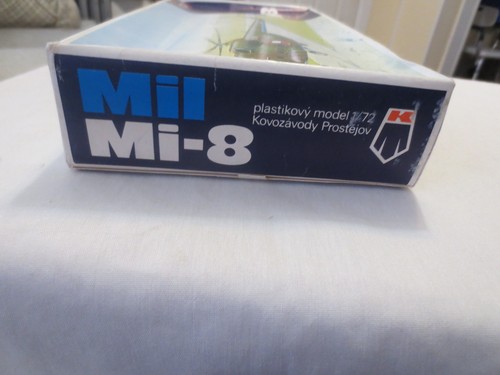 Mil
Mi-8
plastikový model 1/72
Kovozávody Prostějov
K